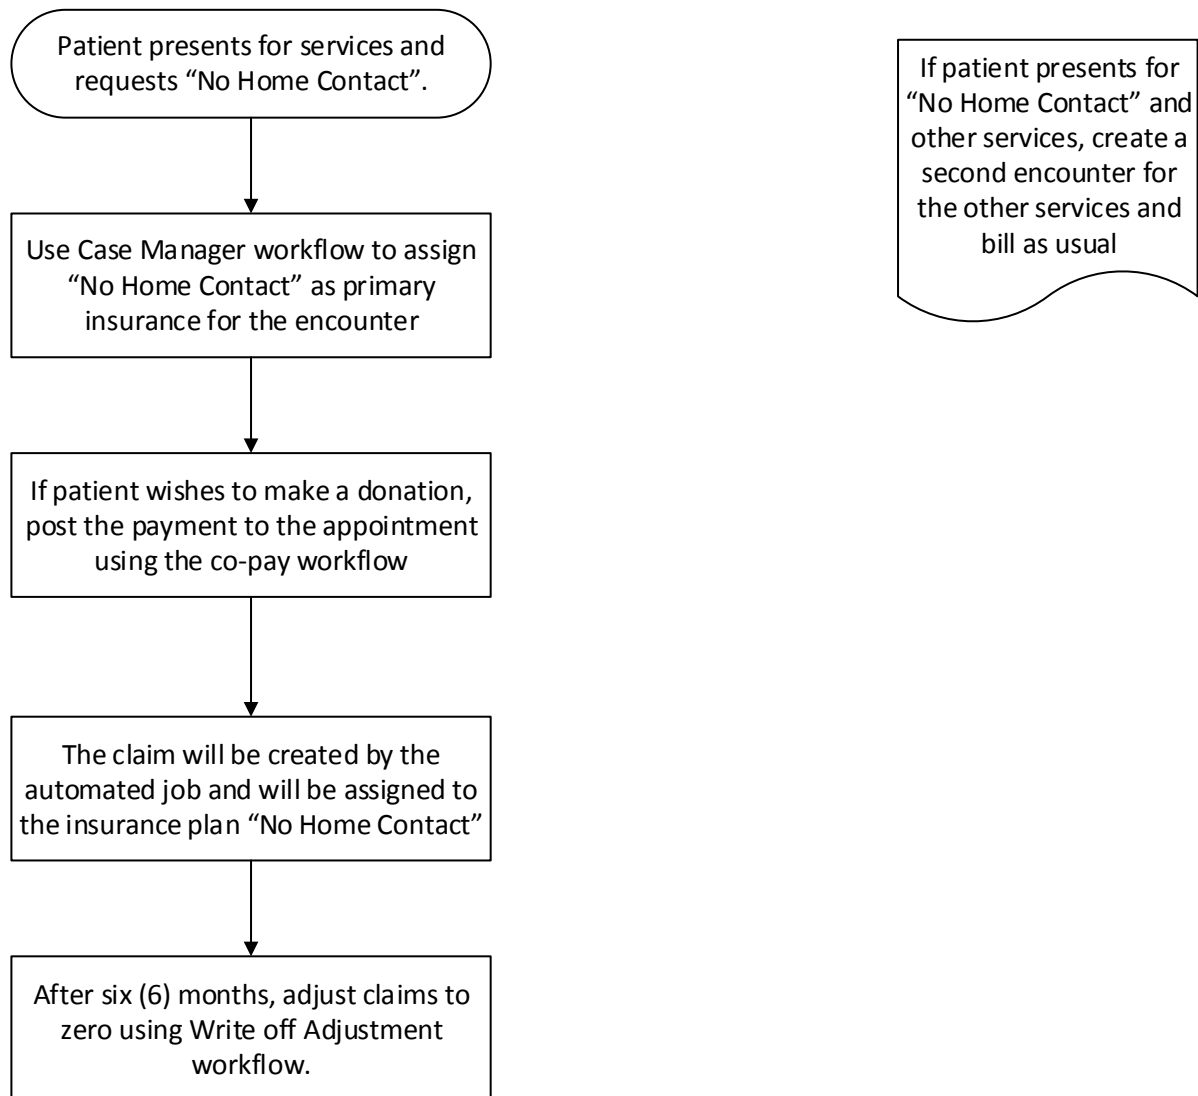 Patient presents for services and
requests “No Home Contact”.
Use Case Manager workflow to assign
“No Home Contact” as primary
insurance for the encounter
If patient wishes to make a donation,
post the payment to the appointment
using the co-pay workflow
The claim will be created by the
automated job and will be assigned to
the insurance plan “No Home Contact”
After six (6) months, adjust claims to
zero using Write off Adjustment
workflow.
If patient presents for
“No Home Contact” and
other services, create a
second encounter for
the other services and
bill as usual